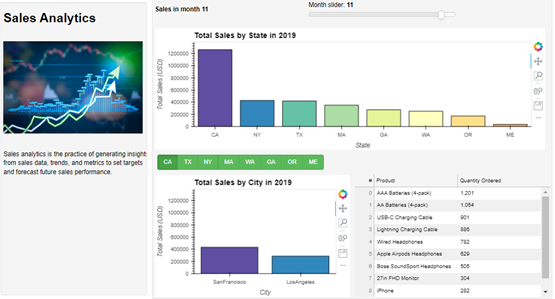 Sales Analytics
Sales analytics is the practice of generating insights
from sales data, trends, and metrics to set targets
and forecast future sales performance.
Sales in month 11
Month slider: 11
Total Sales by State in 2019
Total Sales (USD)
1200000
1000000
800000
600000
400000
200000
0
CA NY TX MA GA WA OR ME
State
CA TX NY MA WA GA OR ME
Total Sales by City in 2019
Total Sales (USD)
1200000
1000000
800000
600000
400000
200000
0
SanFrancisco LosAngeles
City
# Product Quantity Ordered
0 AAA Batteries (4-pack) 1,201
1 AA Batteries (4-pack) 1,064
2 USB-C Charging Cable 901
3 Lightning Charging Cable 886
4 Wired Headphones 782
5 Apple Airpods Headphones 629
6 Bose SoundSport Headphones 506
7 27in FHD Monitor 304
8 iPhone 282